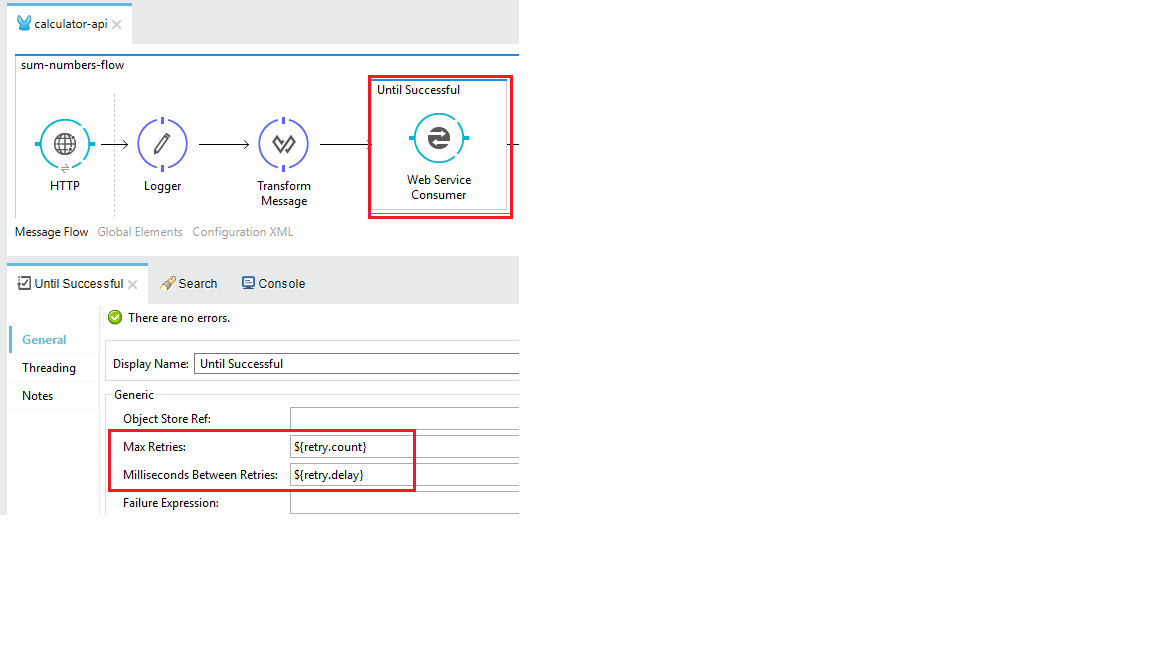 calculator-api
sum-numbers-flow
Until Successful
HTTP
Logger
Transform
Message
Web Service
Consumer
Message Flow Global Elements Configuration XML
Until Successful Search Console
There are no errors.
General
Threading
Notes
Display Name: Until Successful
Generic
Object Store Ref:
Max Retries: ${retry.count}
Milliseconds Between Retries: ${retry.delay}
Failure Expression: